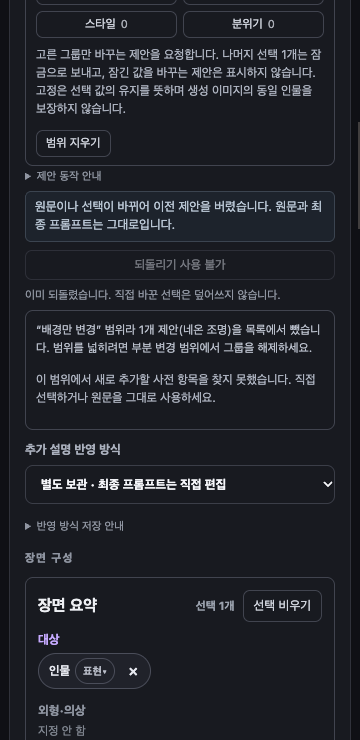 스타일 0
분위기 0
고른 그룹만 바꾸는 제안을 요청합니다. 나머지 선택 1개는 잠
금으로 보내고, 잠긴 값을 바꾸는 제안은 표시하지 않습니다.
고정은 선택 값의 유지를 뜻하며 생성 이미지의 동일 인물을
보장하지 않습니다.
범위 지우기
▶ 제안 동작 안내
원문이나 선택이 바뀌어 이전 제안을 버렸습니다. 원문과 최
종 프롬프트는 그대로입니다.
되돌리기 사용 불가
이미 되돌렸습니다. 직접 바꾼 선택은 덮어쓰지 않습니다.
“배경만 변경” 범위라 1개 제안(네온 조명)을 목록에서 뺐습니
다. 범위를 넓히려면 부분 변경 범위에서 그룹을 해제하세요.
이 범위에서 새로 추가할 사전 항목을 찾지 못했습니다. 직접
선택하거나 원문을 그대로 사용하세요.
추가 설명 반영 방식
별도 보관 · 최종 프롬프트는 직접 편집
▶ 반영 방식 저장 안내
장면 구성
장면 요약
선택 1개
선택 비우기
대상
인물 표현▾ ×
외형·의상
지정 안 함